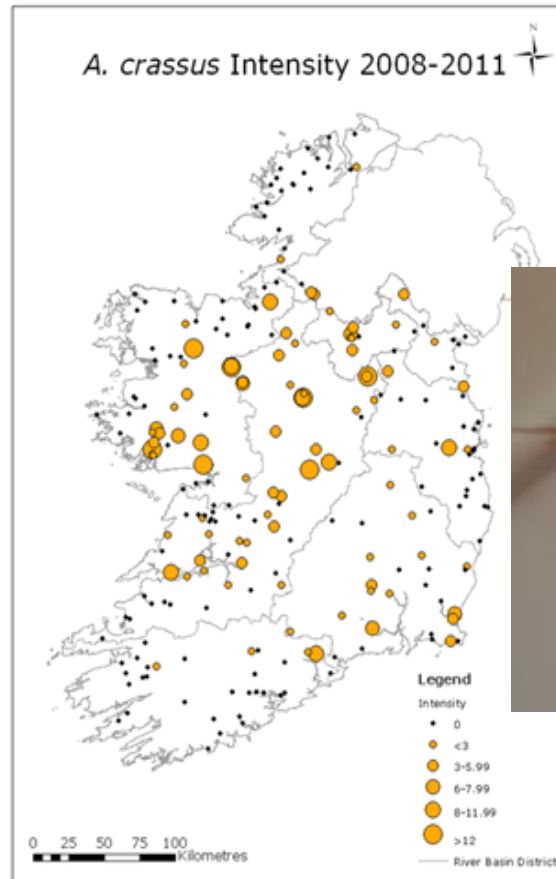 N
A. crassus Intensity 2008-2011
Legend
Intensity
0
<3
3-5.99
6-7.99
8-11.99
>12
River Basin District
0 25 50 75 100
Kilometres